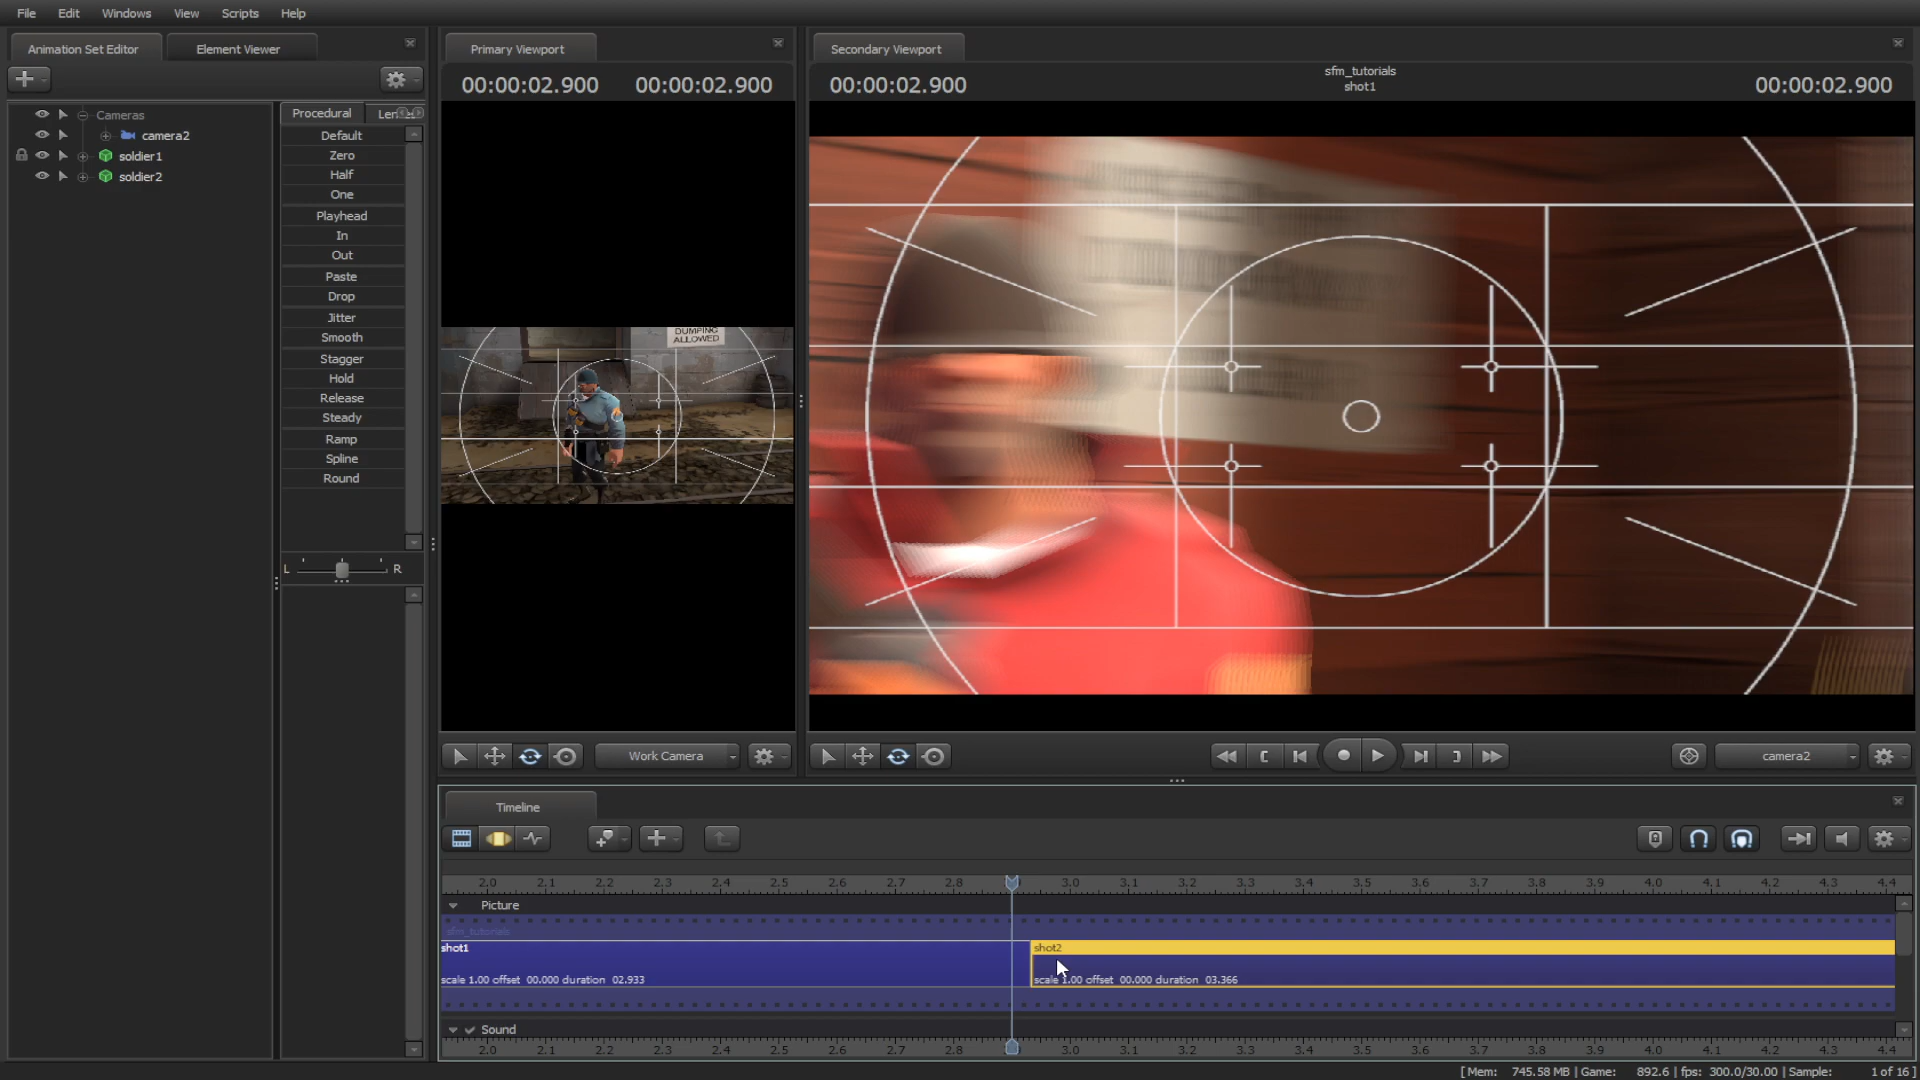 File Edit Windows View Scripts Help
Animation Set Editor Element Viewer
Primary Viewport
Secondary Viewport
00:00:02.900 00:00:02.900
00:00:02.900
sfm_tutorials
shot1
00:00:02.900
Cameras
camera2
soldier1
soldier2
Procedural
Default
Zero
Half
One
Playhead
In
Out
Paste
Drop
Jitter
Smooth
Stagger
Hold
Release
Steady
Ramp
Spline
Round
L R
DUMPING
ALLOWED
Work Camera
camera2
Timeline
2.0 2.1 2.2 2.3 2.4 2.5 2.6 2.7 2.8 3.0 3.1 3.2 3.3 3.4 3.5 3.6 3.7 3.8 3.9 4.0 4.1 4.2 4.3 4.4
Picture
sfm_tutorials
shot1
shot2
scale 1.00 offset 00.000 duration 02.933
scale 1.00 offset 00.000 duration 03.366
Sound
2.0 2.1 2.2 2.3 2.4 2.5 2.6 2.7 2.8 3.0 3.1 3.2 3.3 3.4 3.5 3.6 3.7 3.8 3.9 4.0 4.1 4.2 4.3 4.4
[ Mem: 745.58 MB | Game: 892.6 | fps: 300.0/30.00 | Sample: 1 of 16 ]